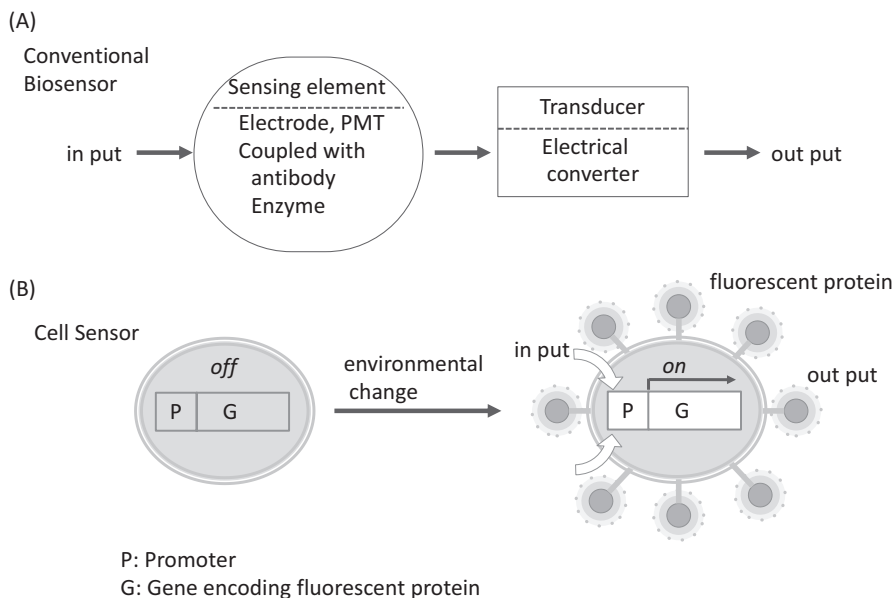 (A)
Conventional
Biosensor
in put
Sensing element
Electrode, PMT
Coupled with
antibody
Enzyme
Transducer
Electrical
converter
out put
(B)
Cell Sensor
off
P
G
environmental
change
fluorescent protein
in put
on
P
G
out put
P: Promoter
G: Gene encoding fluorescent protein